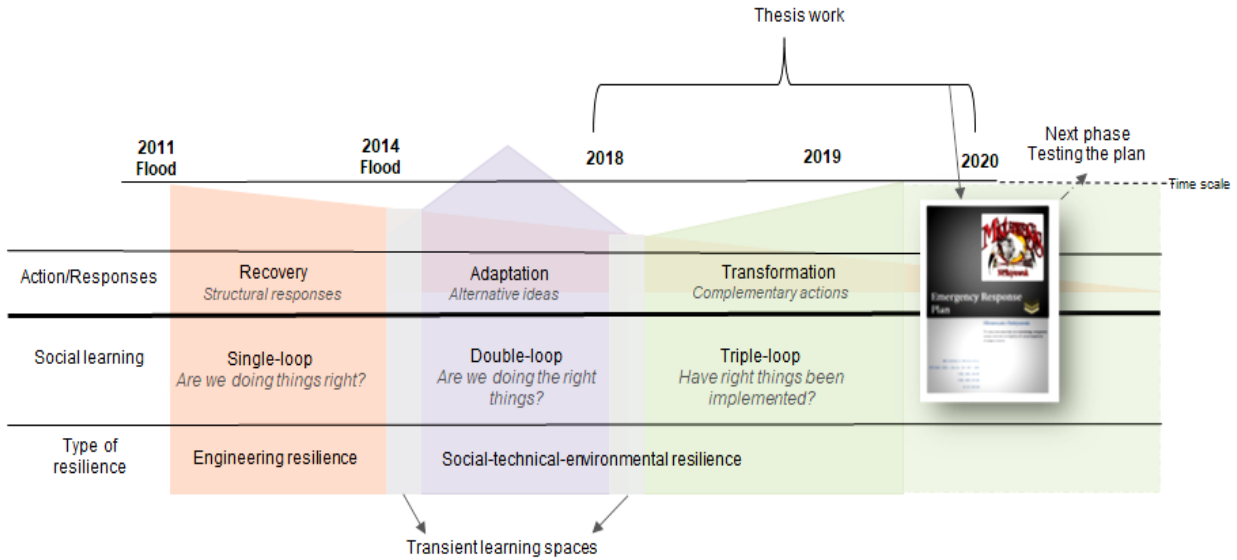 Thesis work
2011
Flood
2014
Flood
2018
2019
2020
Next phase
Testing the plan
Time scale
Action/Responses
Recovery
Structural responses
Adaptation
Alternative ideas
Transformation
Complementary actions
Emergency Response
Plan
Social learning
Single-loop
Are we doing things right?
Double-loop
Are we doing the right
things?
Triple-loop
Have right things been
implemented?
Type of
resilience
Engineering resilience
Social-technical-environmental resilience
Transient learning spaces